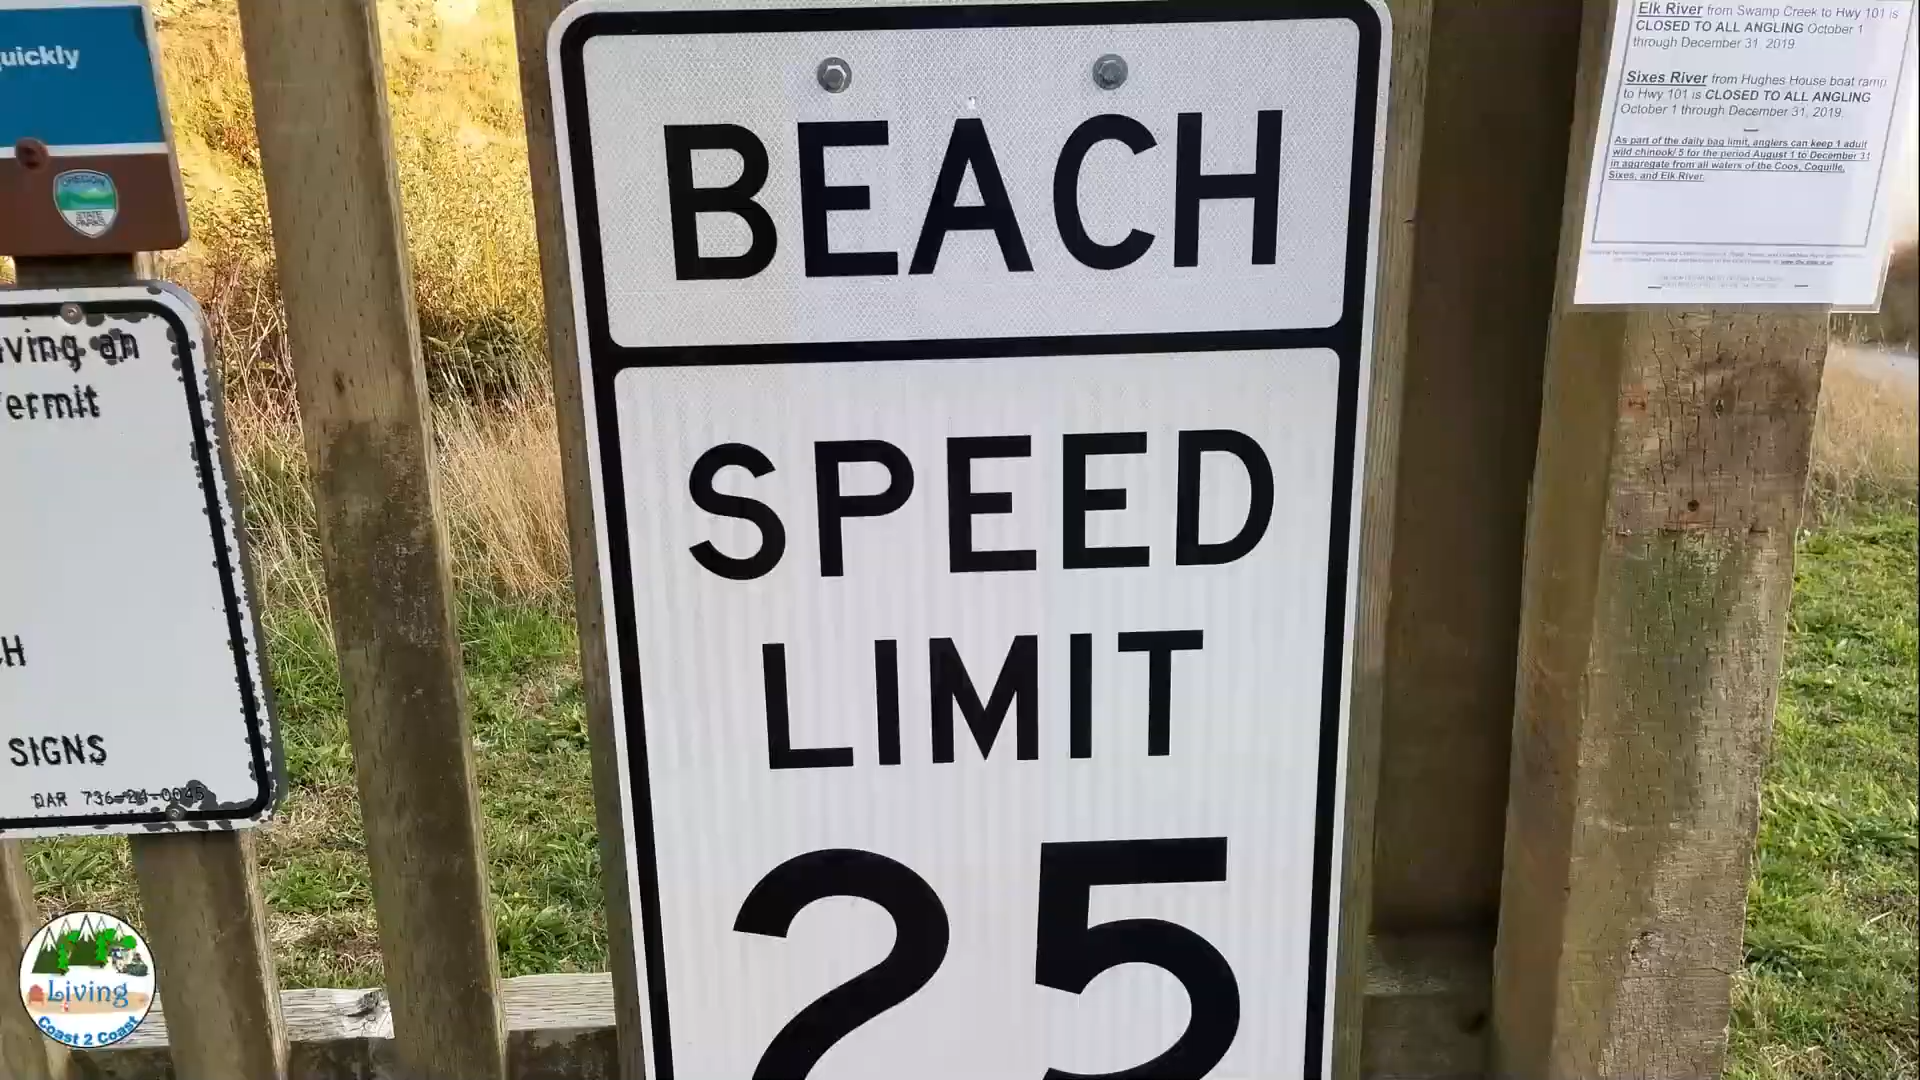 uickly
OREGON
STATE
PARKS
iving an
ermit
H
SIGNS
OAR 736-24-0045
BEACH
SPEED
LIMIT
25
Elk River from Swamp Creek to Hwy 101 is
CLOSED TO ALL ANGLING October 1
through December 31, 2019
Sixes River from Hughes House boat ramp
to Hwy 101 is CLOSED TO ALL ANGLING
October 1 through December 31, 2019.
As part of the daily bag limit, anglers can keep 1 adult
wild chinook/ 5 for the period August 1 to December 31
in aggregate from all waters of the Coos, Coquille,
Sixes, and Elk River.
Living
Coast 2 Coast